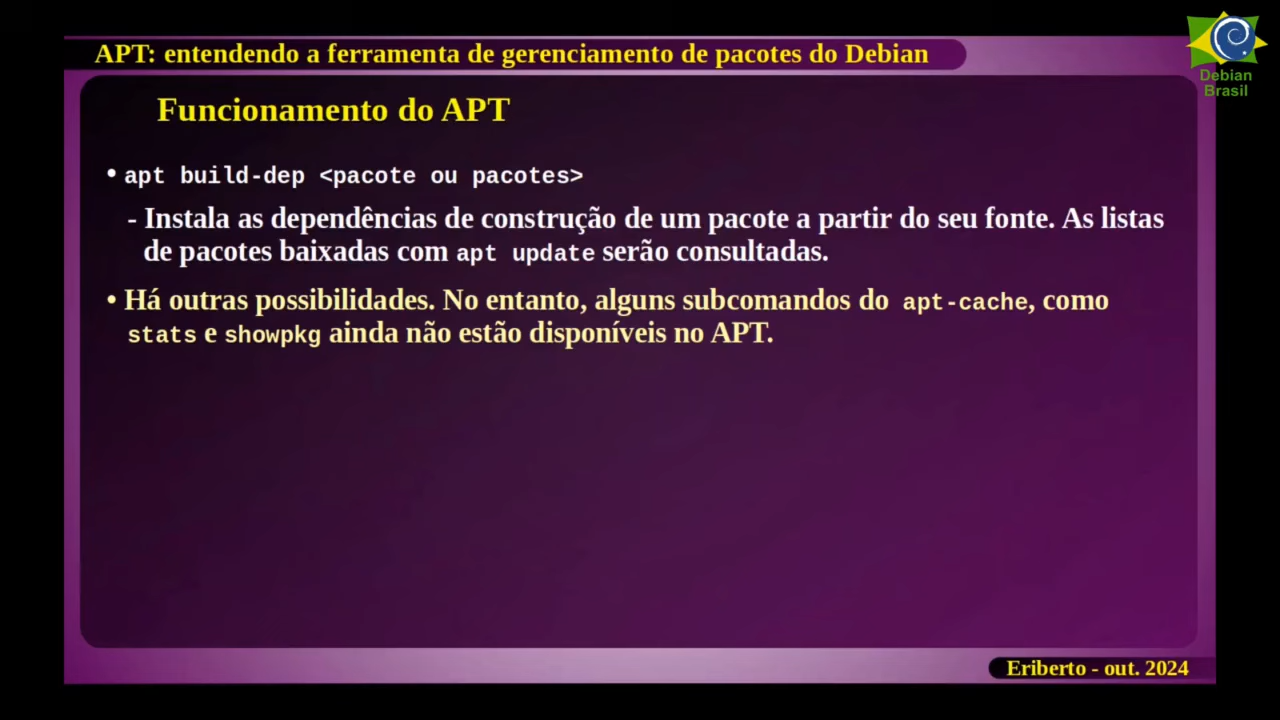 APT: entendendo a ferramenta de gerenciamento de pacotes do Debian
Debian
Brasil
Funcionamento do APT
• apt build-dep <pacote ou pacotes>
- Instala as dependências de construção de um pacote a partir do seu fonte. As listas
de pacotes baixadas com apt update serão consultadas.
• Há outras possibilidades. No entanto, alguns subcomandos do apt-cache, como
stats e showpkg ainda não estão disponíveis no APT.
Eriberto - out. 2024